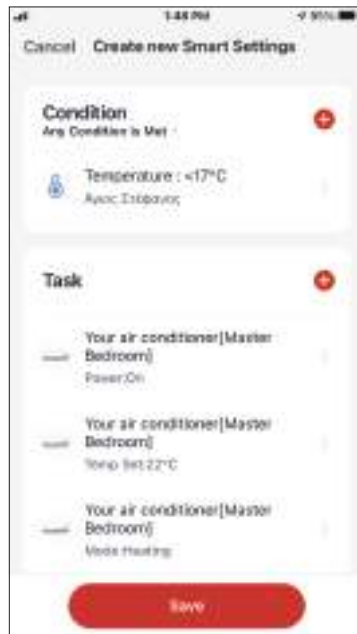 1:48 PM
95%
Cancel Create new Smart Settings
Condition
Any Condition is Met
Temperature : <17°C
Άγιος Στέφανος
Task
Your air conditioner[Master
Bedroom]
Power:On
Your air conditioner[Master
Bedroom]
Temp Set:22°C
Your air conditioner[Master
Bedroom]
Mode:Heating
Save